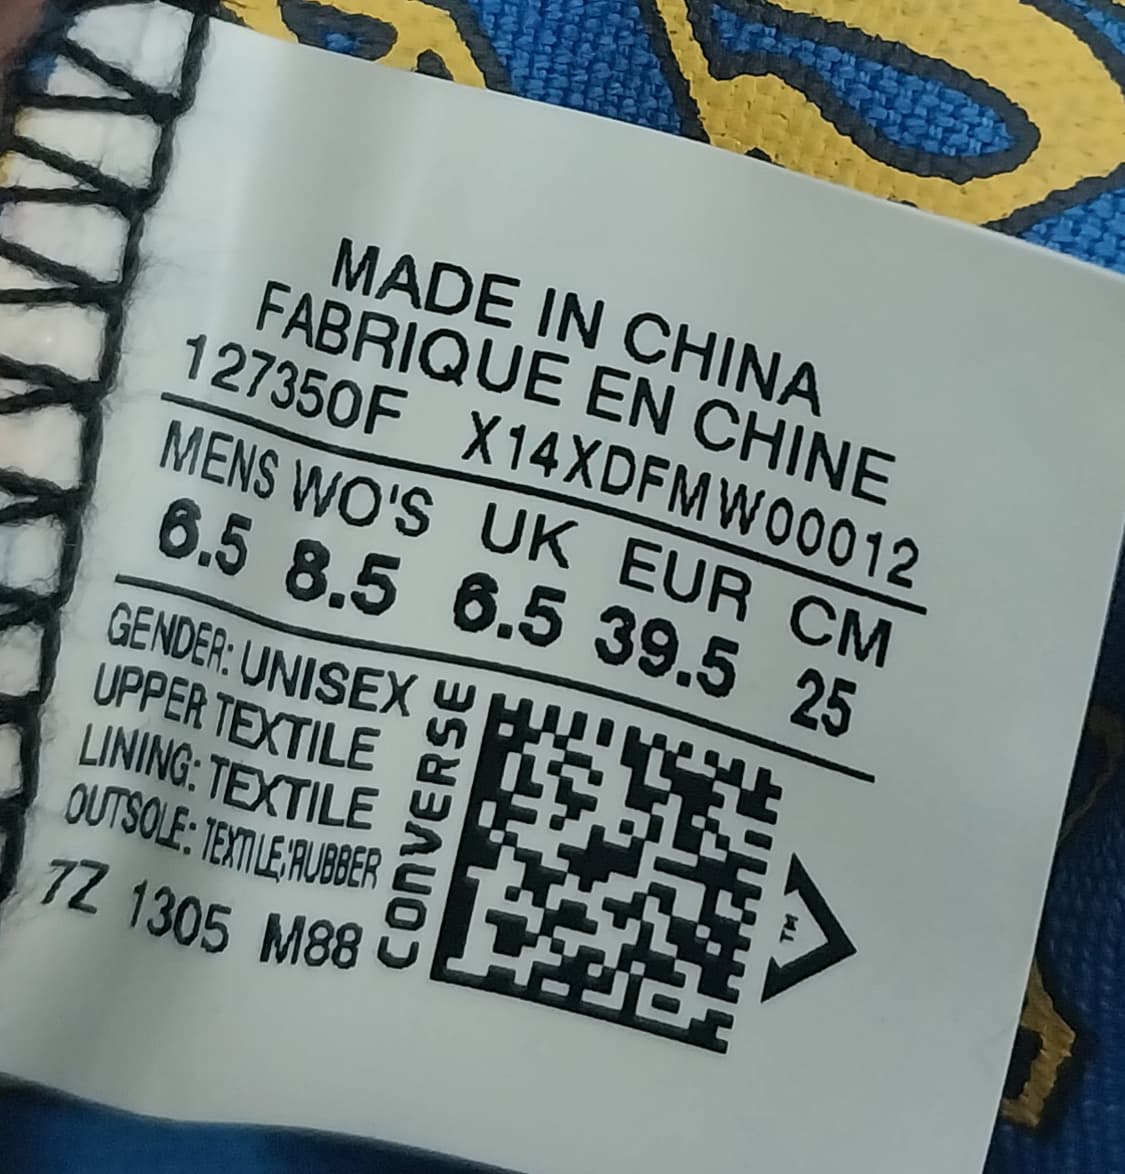 MADE IN CHINA
FABRIQUE EN CHINE
127350F X14XDFMW00012
MENS WO'S UK EUR CM
6.5 8.5 6.5 39.5 25
GENDER: UNISEX
UPPER TEXTILE
LINING: TEXTILE
OUTSOLE: TEXTILE/RUBBER
7Z 1305 M88
CONVERSE
TM